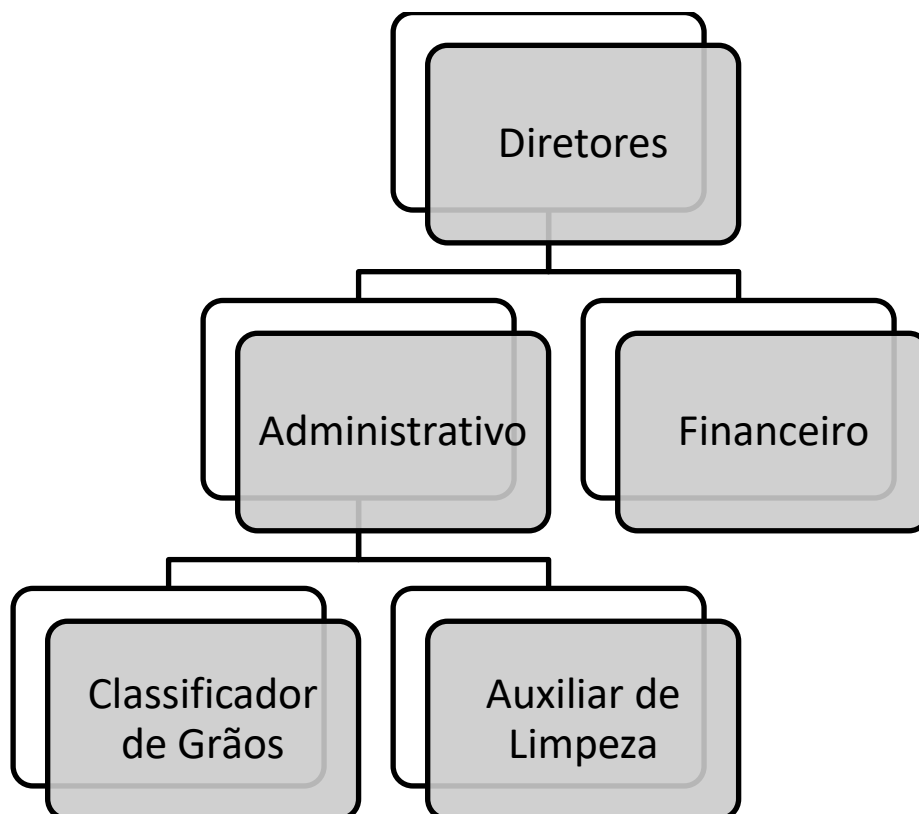 Diretores
Administrativo
Financeiro
Classificador
de Grãos
Auxiliar de
Limpeza